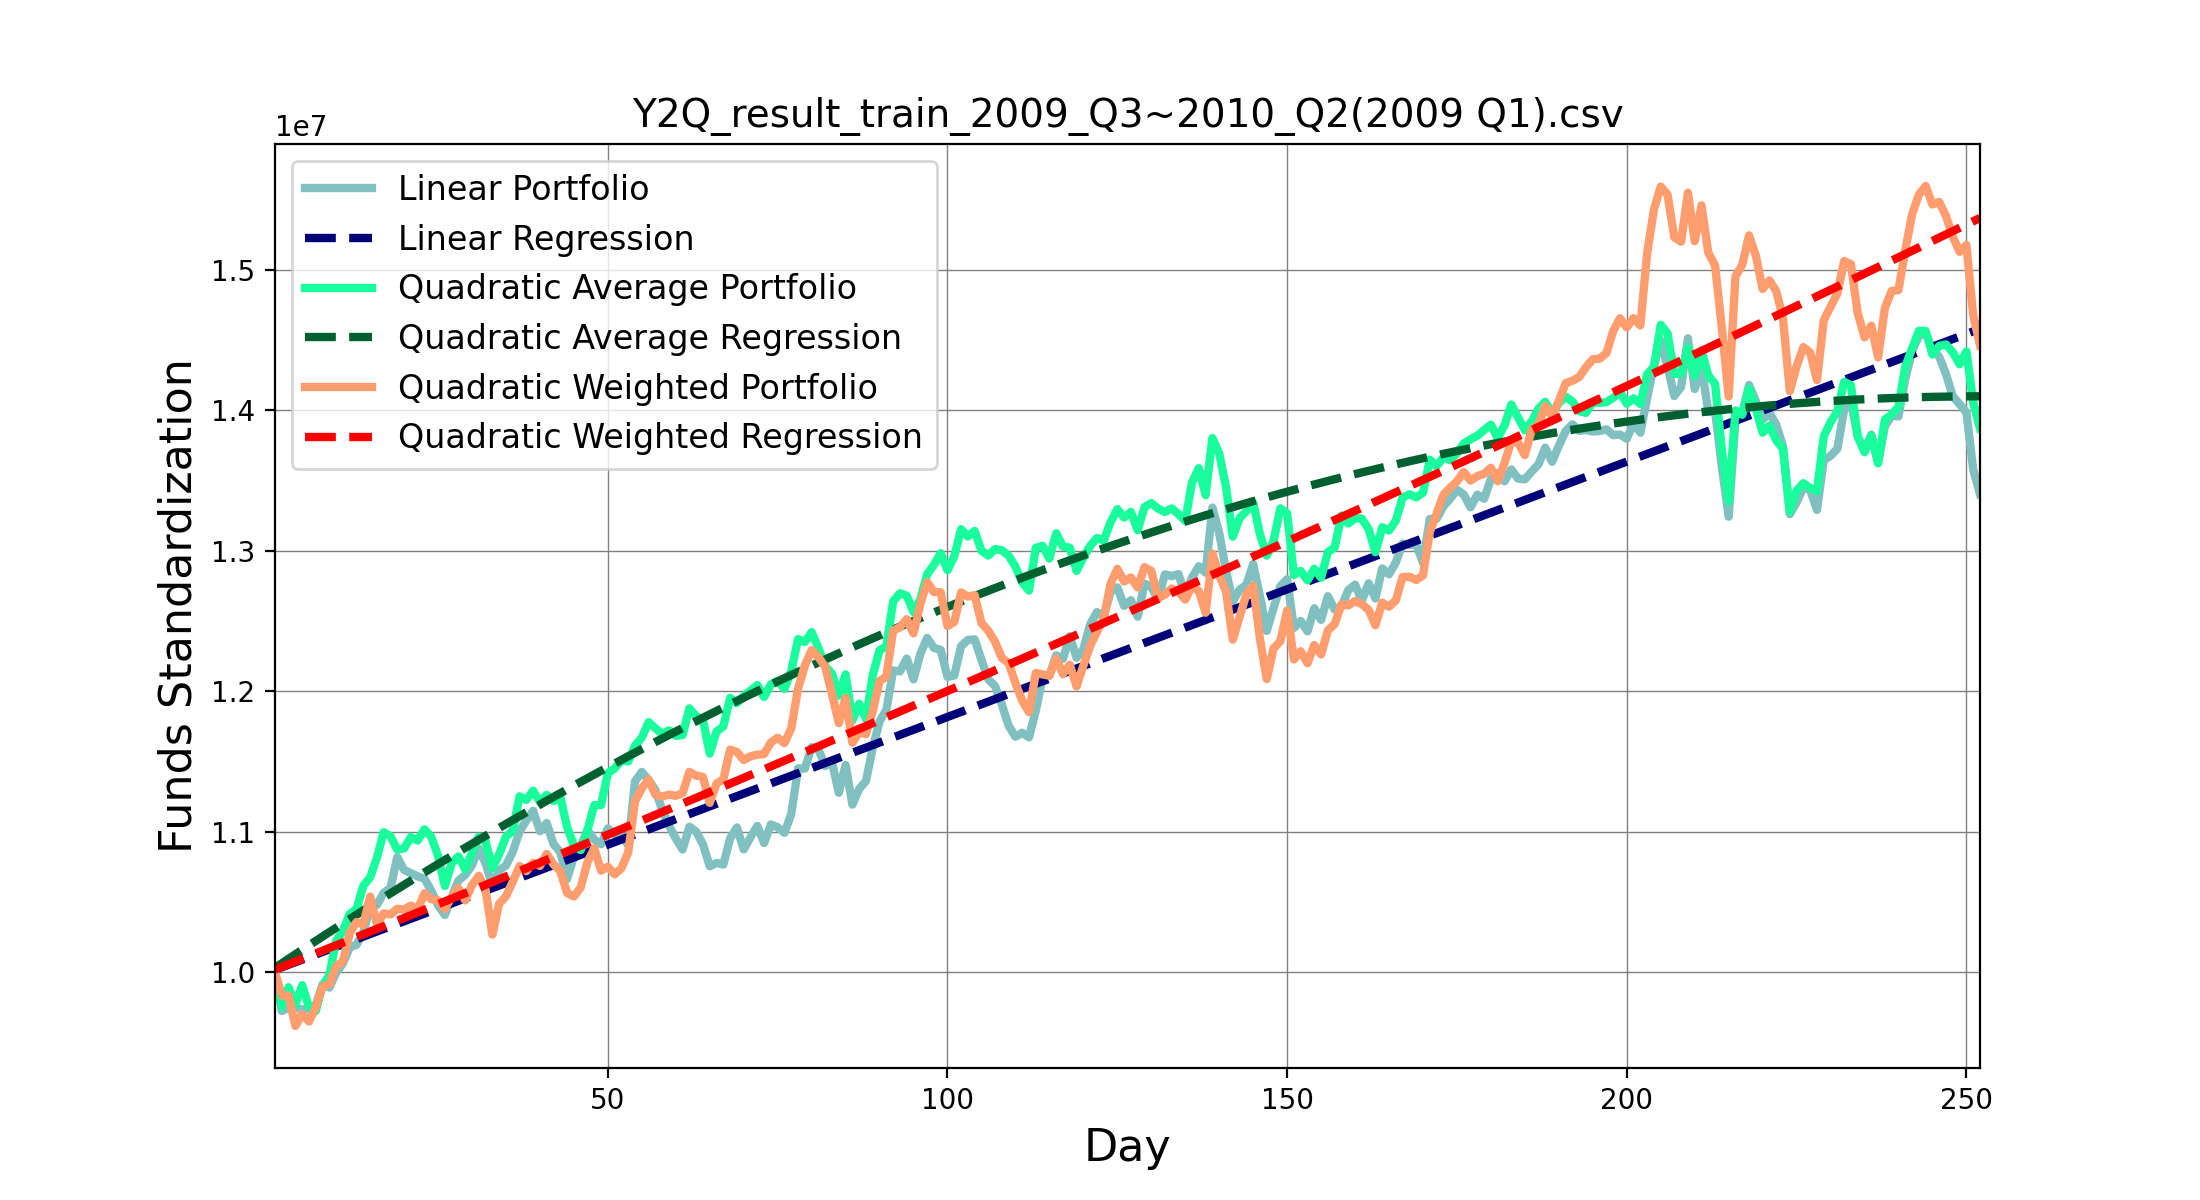 Y2Q_result_train_2009_Q3~2010_Q2(2009 Q1).csv
1e7
Linear Portfolio
Linear Regression
Quadratic Average Portfolio
Quadratic Average Regression
Quadratic Weighted Portfolio
Quadratic Weighted Regression
Funds Standardization
1.5
1.4
1.3
1.2
1.1
1.0
50 100 150 200 250
Day